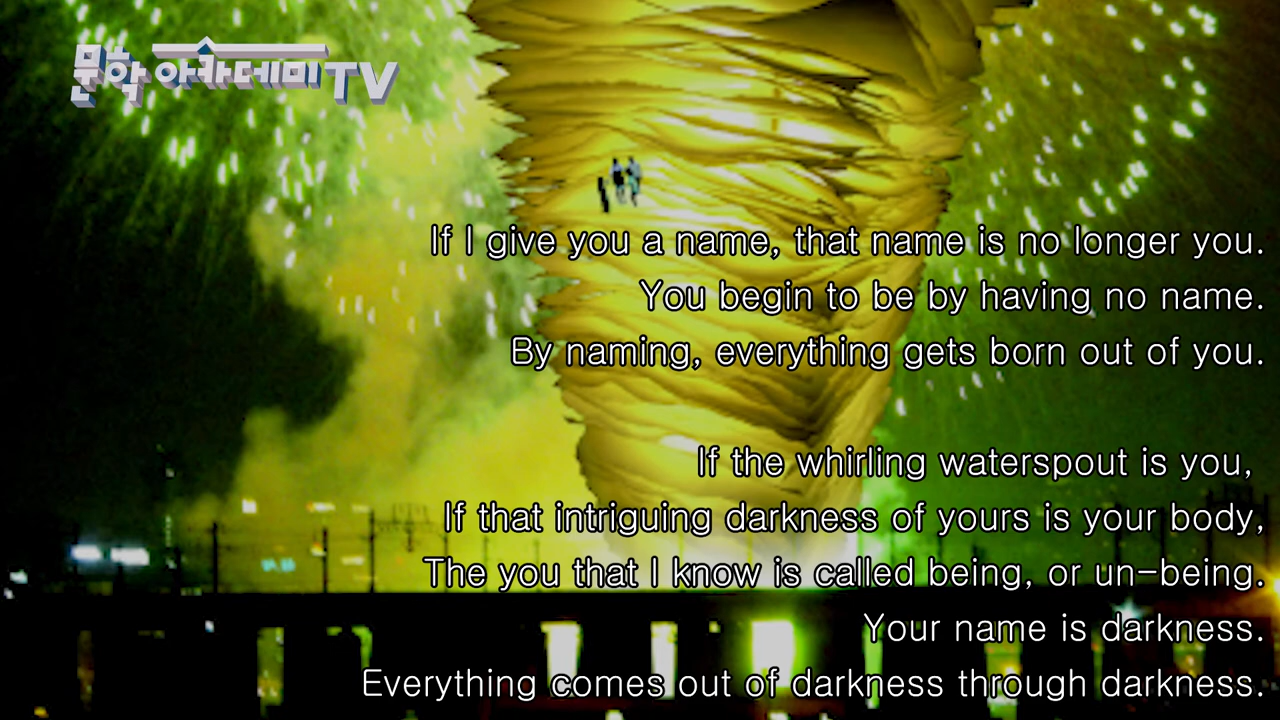 문학 아카데미 TV
If I give you a name, that name is no longer you.
You begin to be by having no name.
By naming, everything gets born out of you.
If the whirling waterspout is you,
If that intriguing darkness of yours is your body,
The you that I know is called being, or un-being.
Your name is darkness.
Everything comes out of darkness through darkness.